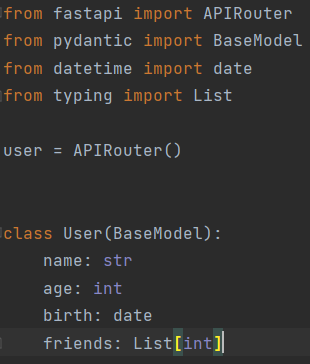 from fastapi import APIRouter
from pydantic import BaseModel
from datetime import date
from typing import List
user = APIRouter()
class User(BaseModel):
name: str
age: int
birth: date
friends: List[int]